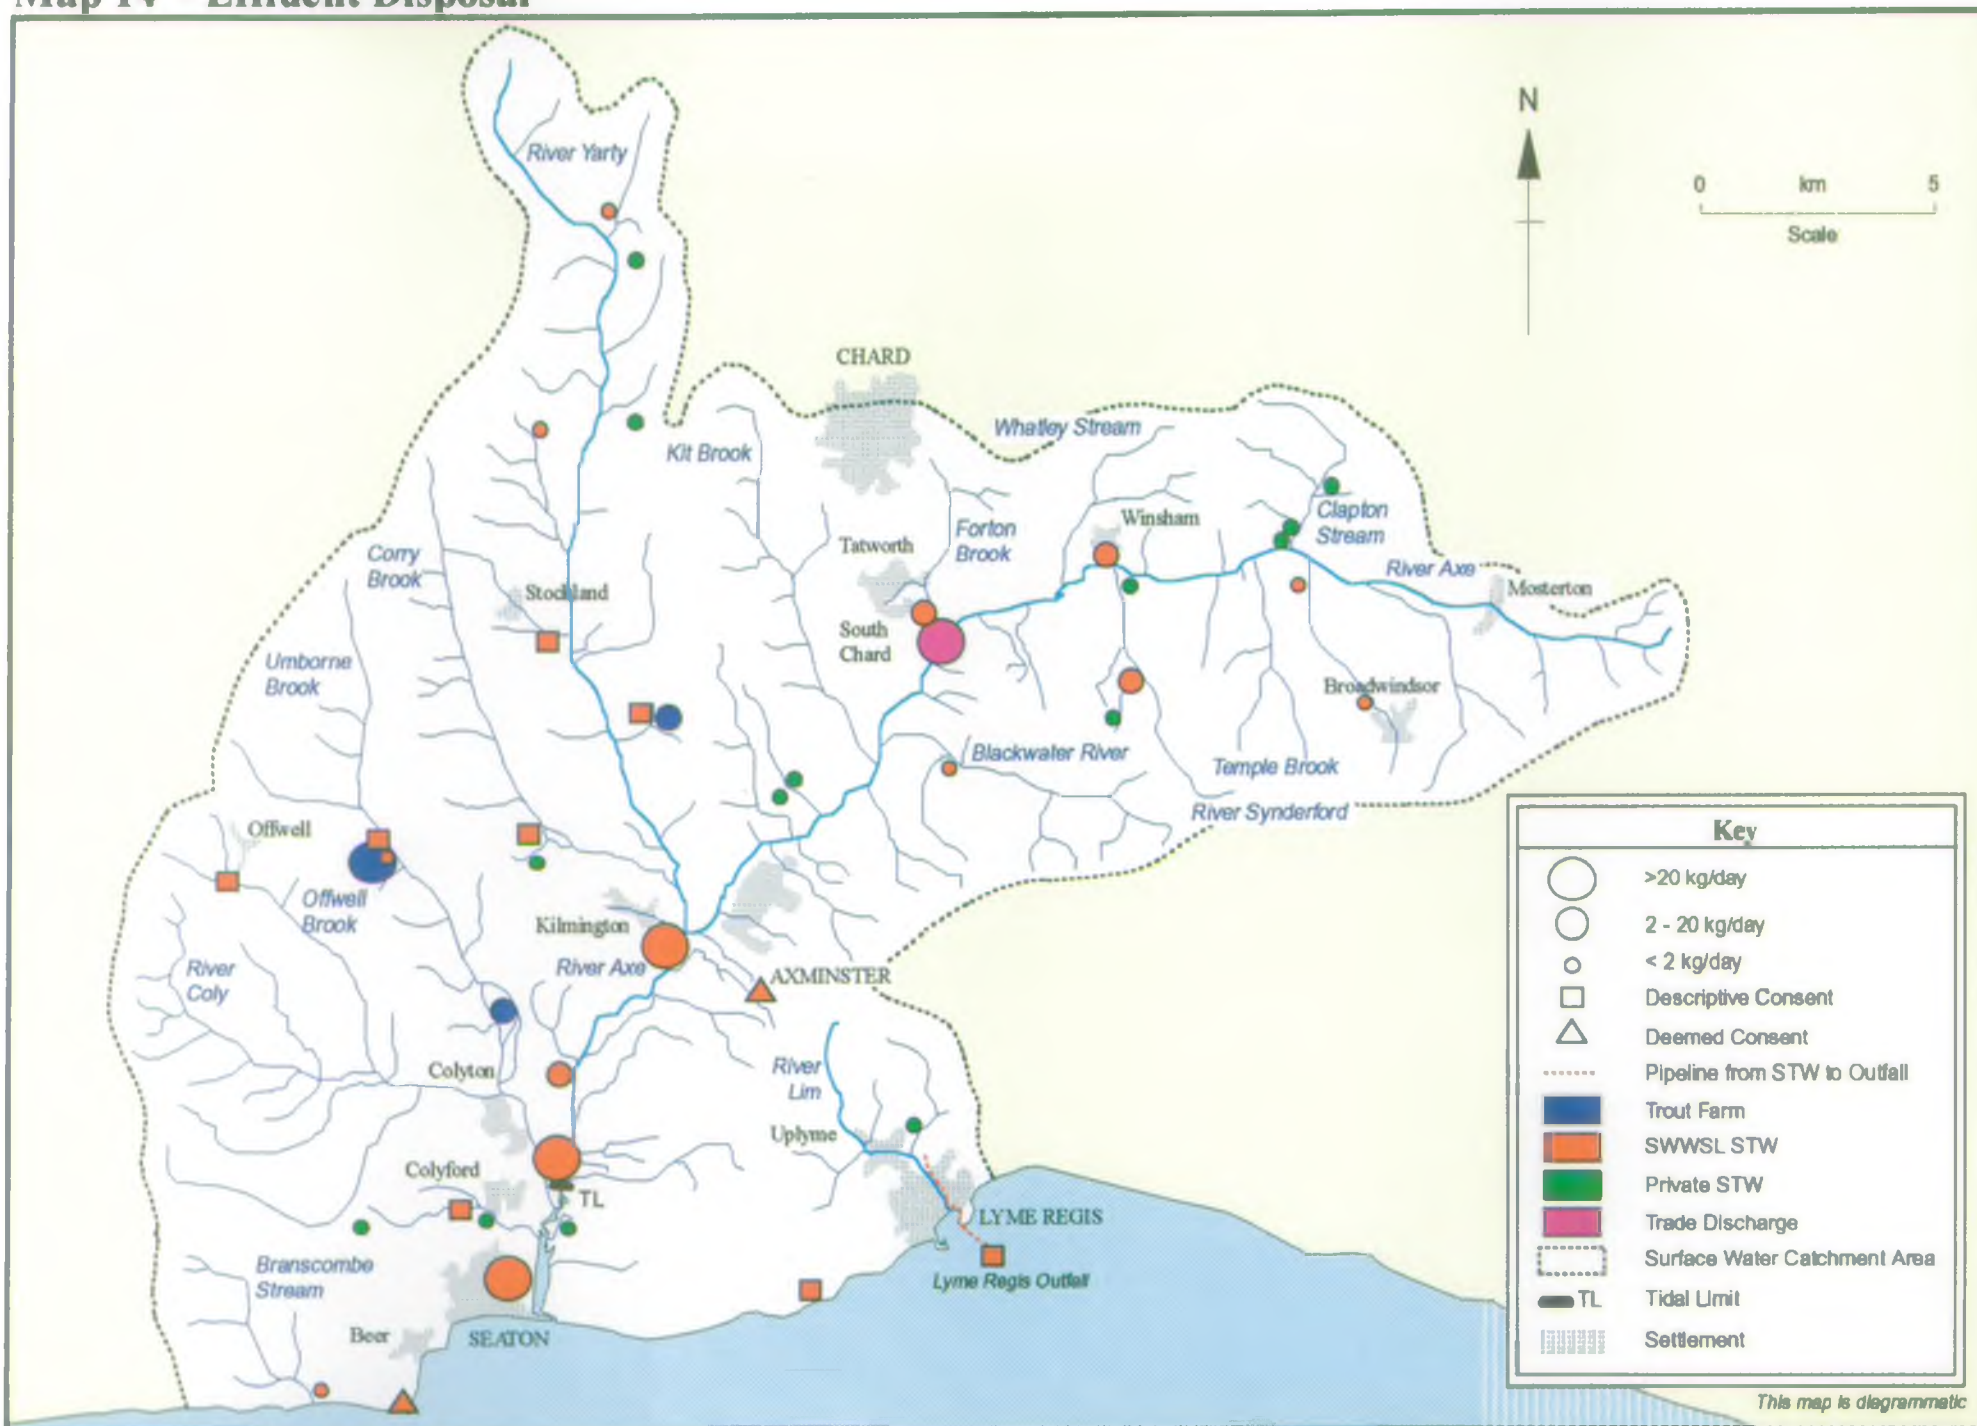 Map 14 - Effluent Disposal
N
0 km 5
Scale
River Yarty
CHARD
Whatley Stream
Kit Brook
Clapton
Stream
Winsham
Forton
Brook
Tatworth
Corry
Brook
River Axe
Mosterton
Stockland
South
Chard
Umborne
Brook
Broadwindsor
Blackwater River
Temple Brook
River Synderford
Offwell
Offwell
Brook
Kilmington
River Axe
AXMINSTER
River
Coly
Colyton
River
Lim
Uplyme
Colyford
TL
LYME REGIS
Lyme Regis Outfall
Branscombe
Stream
Beer
SEATON
Key
>20 kg/day
2 - 20 kg/day
< 2 kg/day
Descriptive Consent
Deemed Consent
Pipeline from STW to Outfall
Trout Farm
SWWSL STW
Private STW
Trade Discharge
Surface Water Catchment Area
TL Tidal Limit
Settlement
This map is diagrammatic